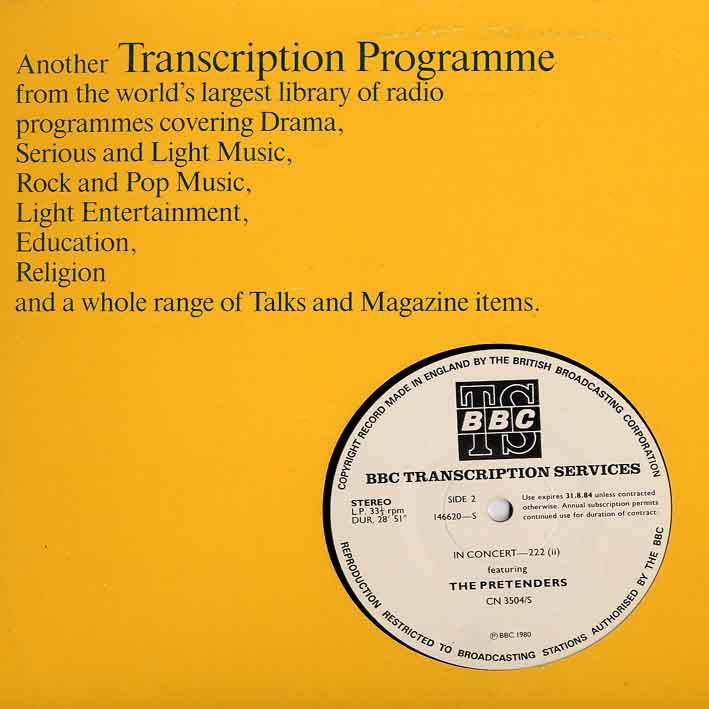 Another Transcription Programme
from the world's largest library of radio
programmes covering Drama,
Serious and Light Music,
Rock and Pop Music,
Light Entertainment,
Education,
Religion
and a whole range of Talks and Magazine items.
COPYRIGHT RECORD MADE IN ENGLAND BY THE BRITISH BROADCASTING CORPORATION
TS
BBC
BBC TRANSCRIPTION SERVICES
STEREO
L.P. 33⅓ rpm
DUR. 28' 51"
SIDE 2
146620—S
Use expires 31.8.84 unless contracted
otherwise. Annual subscription permits
continued use for duration of contract
IN CONCERT—222 (ii)
featuring
THE PRETENDERS
CN 3504/S
Ⓟ BBC 1980
REPRODUCTION RESTRICTED TO BROADCASTING STATIONS AUTHORISED BY THE BBC